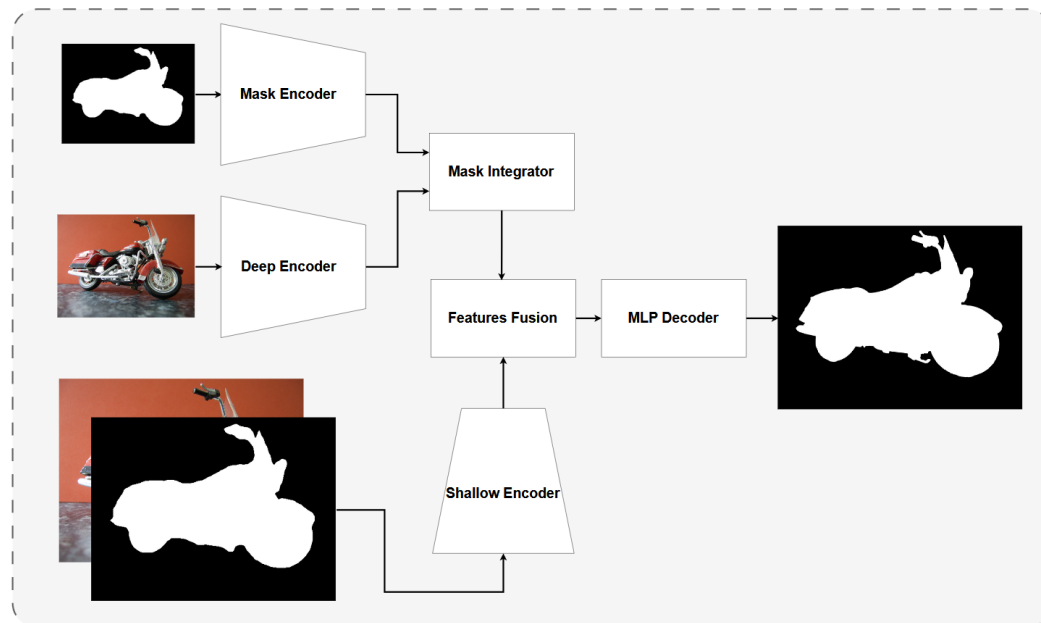 Mask Encoder
Mask Integrator
Deep Encoder
Features Fusion
MLP Decoder
Shallow Encoder